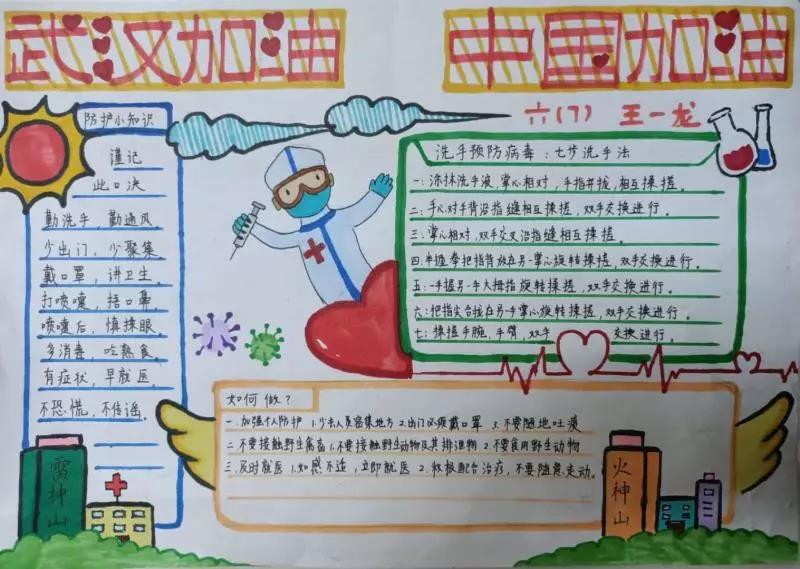 武汉加油 中国加油
六(7) 王一龙
防护小知识
谨记
此口决
勤洗手,勤通风
少出门,少聚集
戴口罩,讲卫生。
打喷嚏,捂口鼻
喷嚏后,慎揉眼
多消毒,吃熟食。
有症状,早就医
不恐慌,不传谣。
洗手预防病毒:七步洗手法
一:涂抹洗手液,掌心相对,手指并拢,相互揉搓。
二:手心对手背沿指缝相互揉搓,双手交换进行。
三:掌心相对,双手交叉沿指缝相互揉搓。
四:半握拳把指背放在另一掌心旋转揉搓,双手交换进行。
五:一手握另一手大拇指旋转揉搓,双手交换进行。
六:把指尖合拢在另一手掌心旋转揉搓,双手交换进行。
七:揉搓手腕,手臂,双手 交换进行。
如何做?
一.加强个人防护 1.少去人员密集地方 2.出门必须戴口罩 3.不要随地吐痰
二.不要接触野生禽畜 1.不要接触野生动物及其排泄物 2.不要食用野生动物
三.及时就医 1.如感不适,立即就医 2.积极配合治疗,不要随意走动。
雷神山
火神山